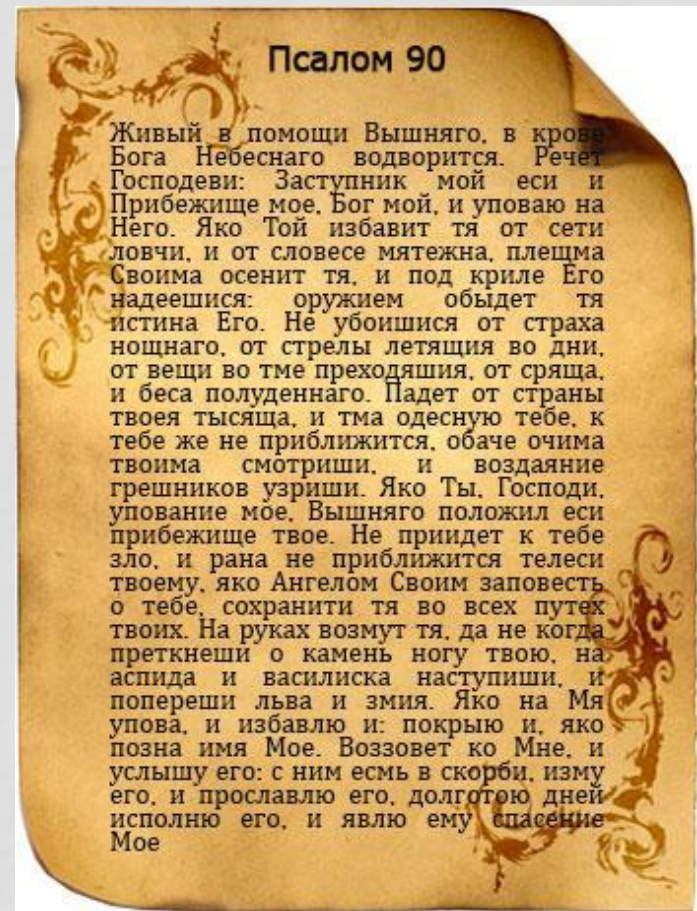 Псалом 90
Живый в помощи Вышняго, в крове
Бога Небеснаго водворится. Речет
Господеви: Заступник мой еси и
Прибежище мое, Бог мой, и уповаю на
Него. Яко Той избавит тя от сети
ловчи, и от словесе мятежна, плещма
Своима осенит тя, и под криле Его
надеешися: оружием обыдет тя
истина Его. Не убоишися от страха
нощнаго, от стрелы летящия во дни,
от вещи во тме преходяшия, от сряща,
и беса полуденнаго. Падет от страны
твоея тысяща, и тма одесную тебе, к
тебе же не приближится, обаче очима
твоима смотриши, и воздаяние
грешников узриши. Яко Ты, Господи,
упование мое, Вышняго положил еси
прибежище твое. Не приидет к тебе
зло, и рана не приближится телеси
твоему, яко Ангелом Своим заповесть
о тебе, сохранити тя во всех путех
твоих. На руках возмут тя, да не когда
преткнеши о камень ногу твою, на
аспида и василиска наступиши, и
попереши льва и змия. Яко на Мя
упова, и избавлю и: покрыю и, яко
позна имя Мое. Воззовет ко Мне, и
услышу его: с ним есмь в скорби, изму
его, и прославлю его, долготою дней
исполню его, и явлю ему спасение
Мое